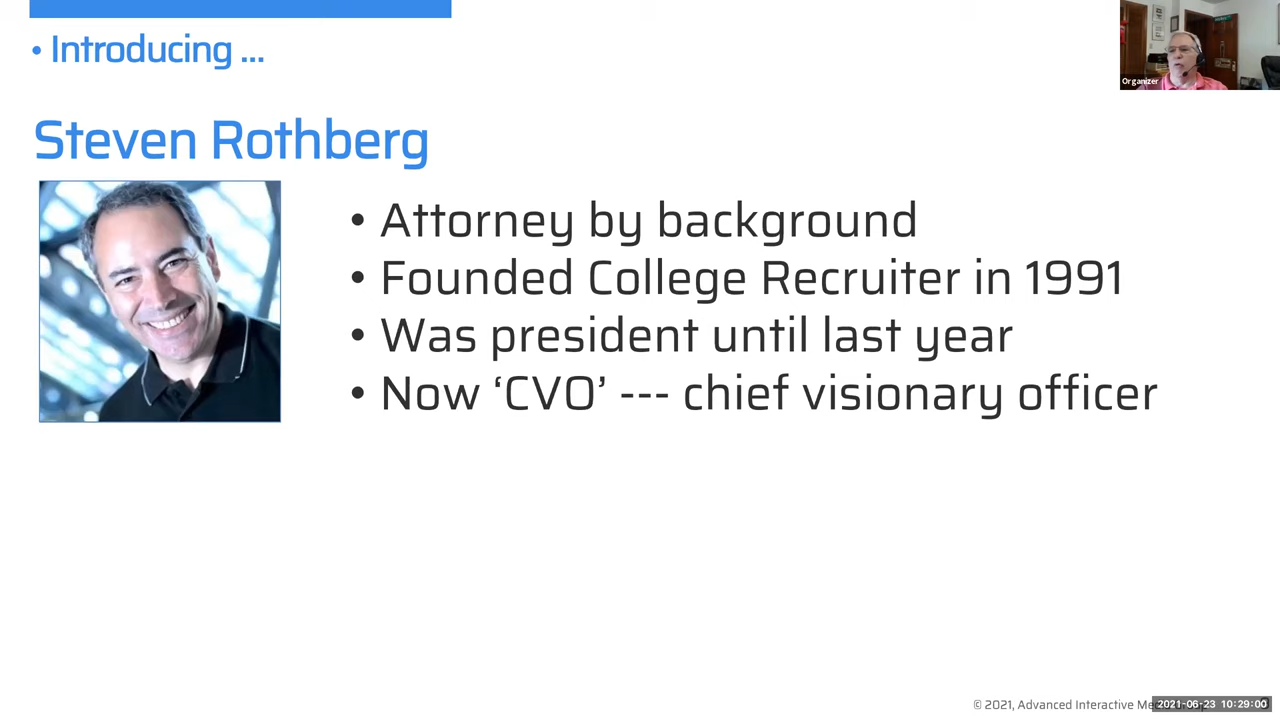 • Introducing ...
Organizer
Steven Rothberg
• Attorney by background
• Founded College Recruiter in 1991
• Was president until last year
• Now ‘CVO’ --- chief visionary officer
© 2021, Advanced Interactive
2021-06-23 10:29:00